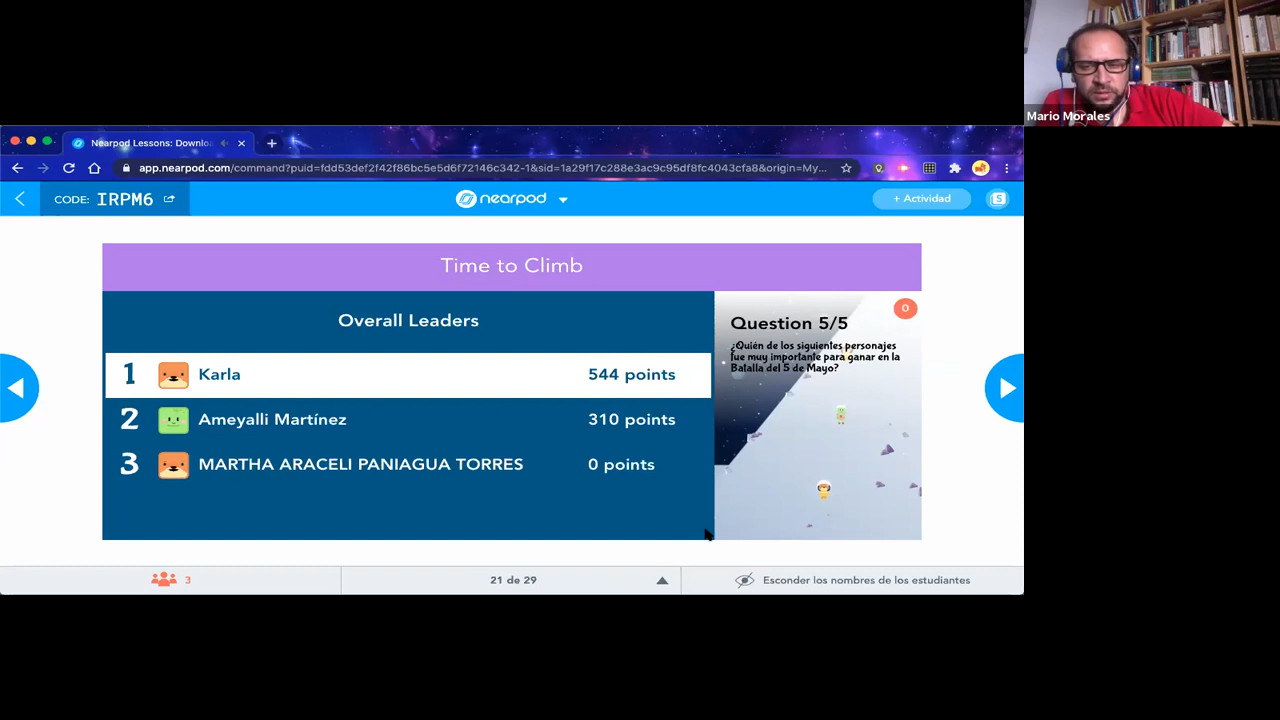 Mario Morales
Nearpod Lessons: Downloa
app.nearpod.com/command?puid=fdd53def2f42f86bc5e5d6f72146c342-1&sid=1a29f17c288e3ac9c95df8fc4043cfa8&origin=My...
CODE: IRPM6
nearpod
+ Actividad
S
Time to Climb
Overall Leaders
1 Karla 544 points
2 Ameyalli Martínez 310 points
3 MARTHA ARACELI PANIAGUA TORRES 0 points
0
Question 5/5
¿Quién de los siguientes personajes
fue muy importante para ganar en la
Batalla del 5 de Mayo?
3
21 de 29
Esconder los nombres de los estudiantes